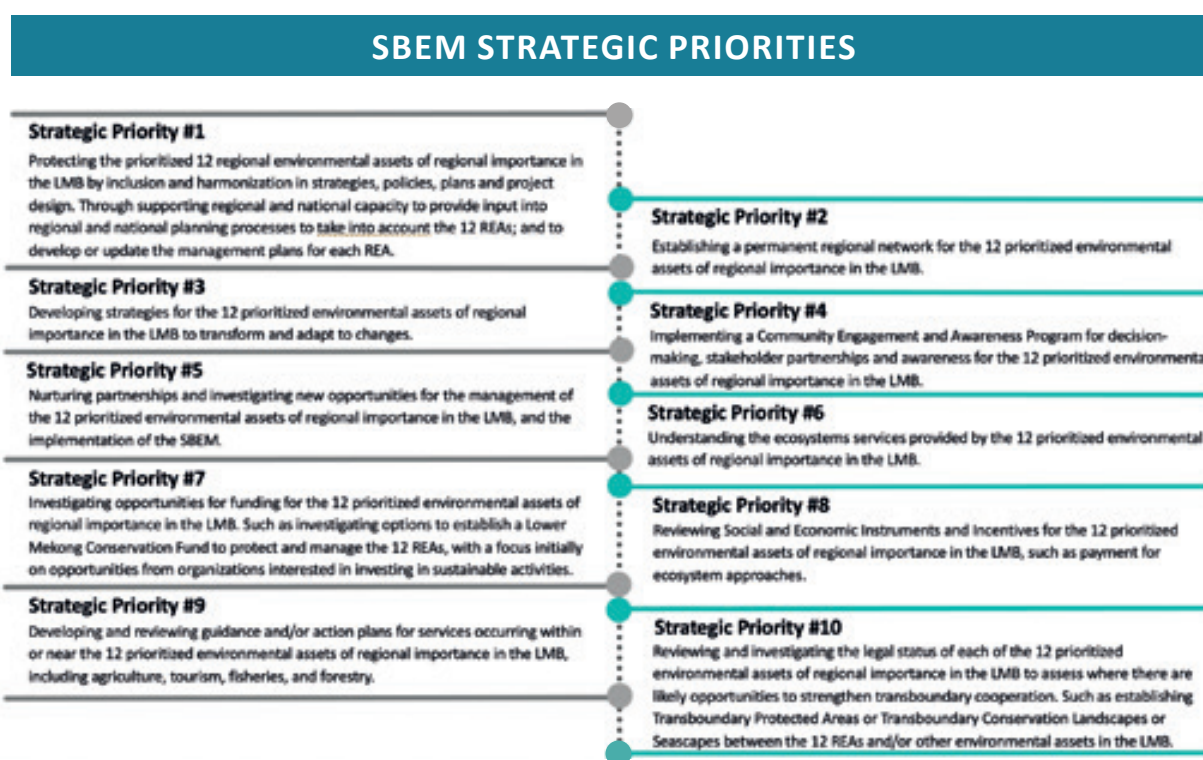 SBEM STRATEGIC PRIORITIES
Strategic Priority #1
Protecting the prioritized 12 regional environmental assets of regional importance in
the LMB by inclusion and harmonization in strategies, policies, plans and project
design. Through supporting regional and national capacity to provide input into
regional and national planning processes to take into account the 12 REAs; and to
develop or update the management plans for each REA.
Strategic Priority #2
Establishing a permanent regional network for the 12 prioritized environmental
assets of regional importance in the LMB.
Strategic Priority #3
Developing strategies for the 12 prioritized environmental assets of regional
importance in the LMB to transform and adapt to changes.
Strategic Priority #4
Implementing a Community Engagement and Awareness Program for decision-
making, stakeholder partnerships and awareness for the 12 prioritized environmenta
assets of regional importance in the LMB.
Strategic Priority #5
Nurturing partnerships and investigating new opportunities for the management of
the 12 prioritized environmental assets of regional importance in the LMB, and the
implementation of the SBEM.
Strategic Priority #6
Understanding the ecosystems services provided by the 12 prioritized environmental
assets of regional importance in the LMB.
Strategic Priority #7
Investigating opportunities for funding for the 12 prioritized environmental assets of
regional importance in the LMB. Such as investigating options to establish a Lower
Mekong Conservation Fund to protect and manage the 12 REAs, with a focus initially
on opportunities from organizations interested in investing in sustainable activities.
Strategic Priority #8
Reviewing Social and Economic Instruments and Incentives for the 12 prioritized
environmental assets of regional importance in the LMB, such as payment for
ecosystem approaches.
Strategic Priority #9
Developing and reviewing guidance and/or action plans for services occurring within
or near the 12 prioritized environmental assets of regional importance in the LMB,
including agriculture, tourism, fisheries, and forestry.
Strategic Priority #10
Reviewing and investigating the legal status of each of the 12 prioritized
environmental assets of regional importance in the LMB to assess where there are
likely opportunities to strengthen transboundary cooperation. Such as establishing
Transboundary Protected Areas or Transboundary Conservation Landscapes or
Seascapes between the 12 REAs and/or other environmental assets in the LMB.